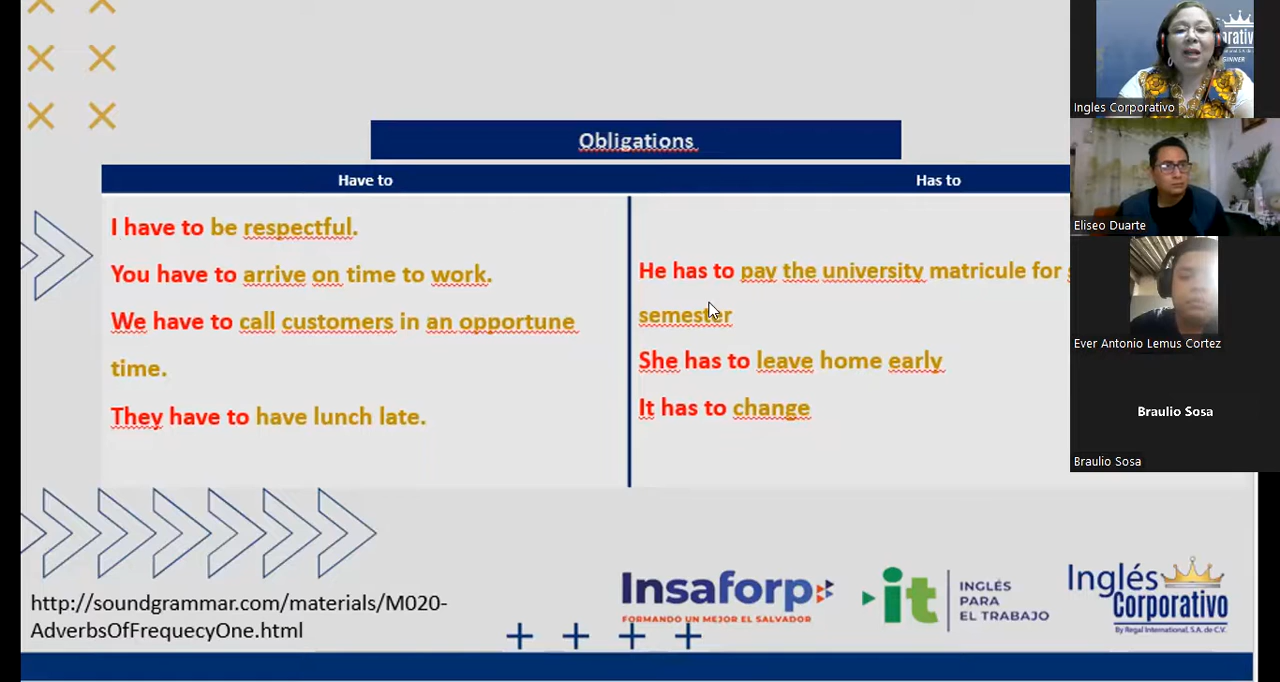 Obligations
Have to
Has to
I have to be respectful.
You have to arrive on time to work.
We have to call customers in an opportune
time.
They have to have lunch late.
He has to pay the university matricule for
semester
She has to leave home early
It has to change
http://soundgrammar.com/materials/M020-
AdverbsOfFrequecyOne.html
Insaforp
FORMANDO UN MEJOR EL SALVADOR
it
INGLÉS
PARA
EL TRABAJO
Inglés
Corporativo
By Regal International, S.A. de C.V.
Ingles Corporativo
Eliseo Duarte
Ever Antonio Lemus Cortez
Braulio Sosa
Braulio Sosa